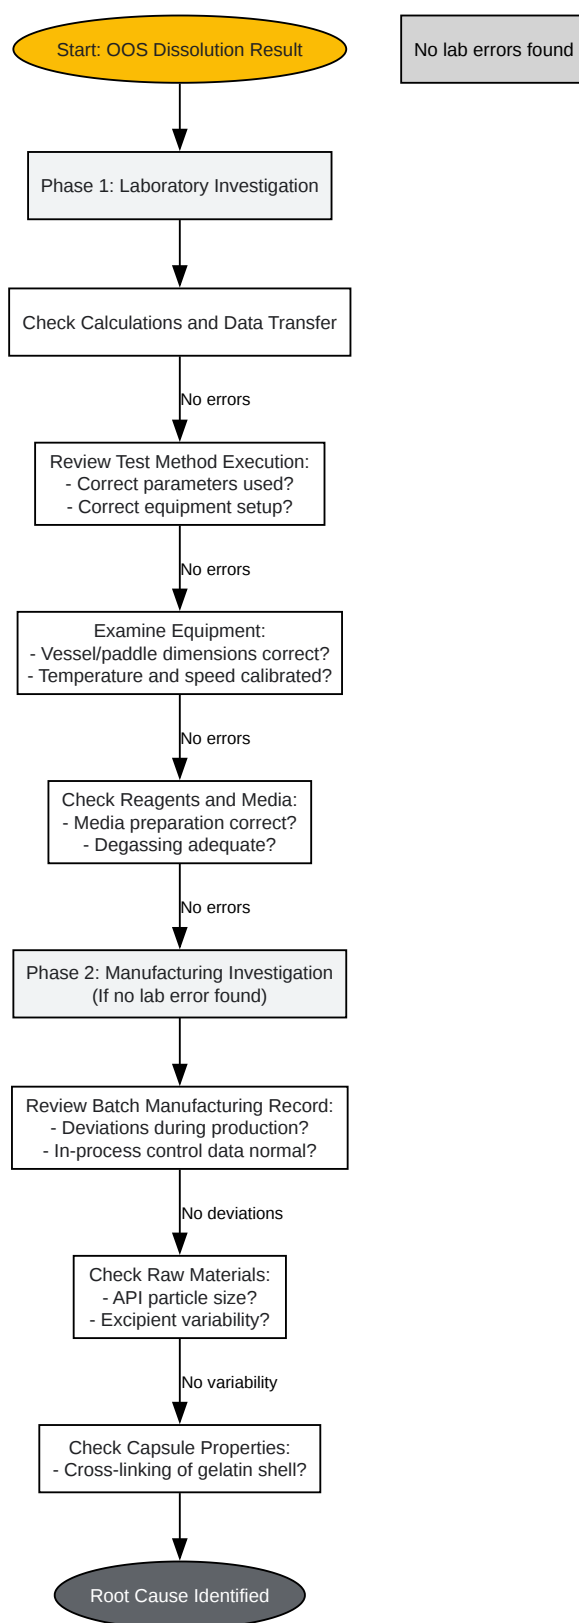 Start: OOS Dissolution Result
No lab errors found
Phase 1: Laboratory Investigation
Check Calculations and Data Transfer
No errors
Review Test Method Execution:
- Correct parameters used?
- Correct equipment setup?
No errors
Examine Equipment:
- Vessel/paddle dimensions correct?
- Temperature and speed calibrated?
No errors
Check Reagents and Media:
- Media preparation correct?
- Degassing adequate?
No errors
Phase 2: Manufacturing Investigation
(If no lab error found)
Review Batch Manufacturing Record:
- Deviations during production?
- In-process control data normal?
No deviations
Check Raw Materials:
- API particle size?
- Excipient variability?
No variability
Check Capsule Properties:
- Cross-linking of gelatin shell?
Root Cause Identified